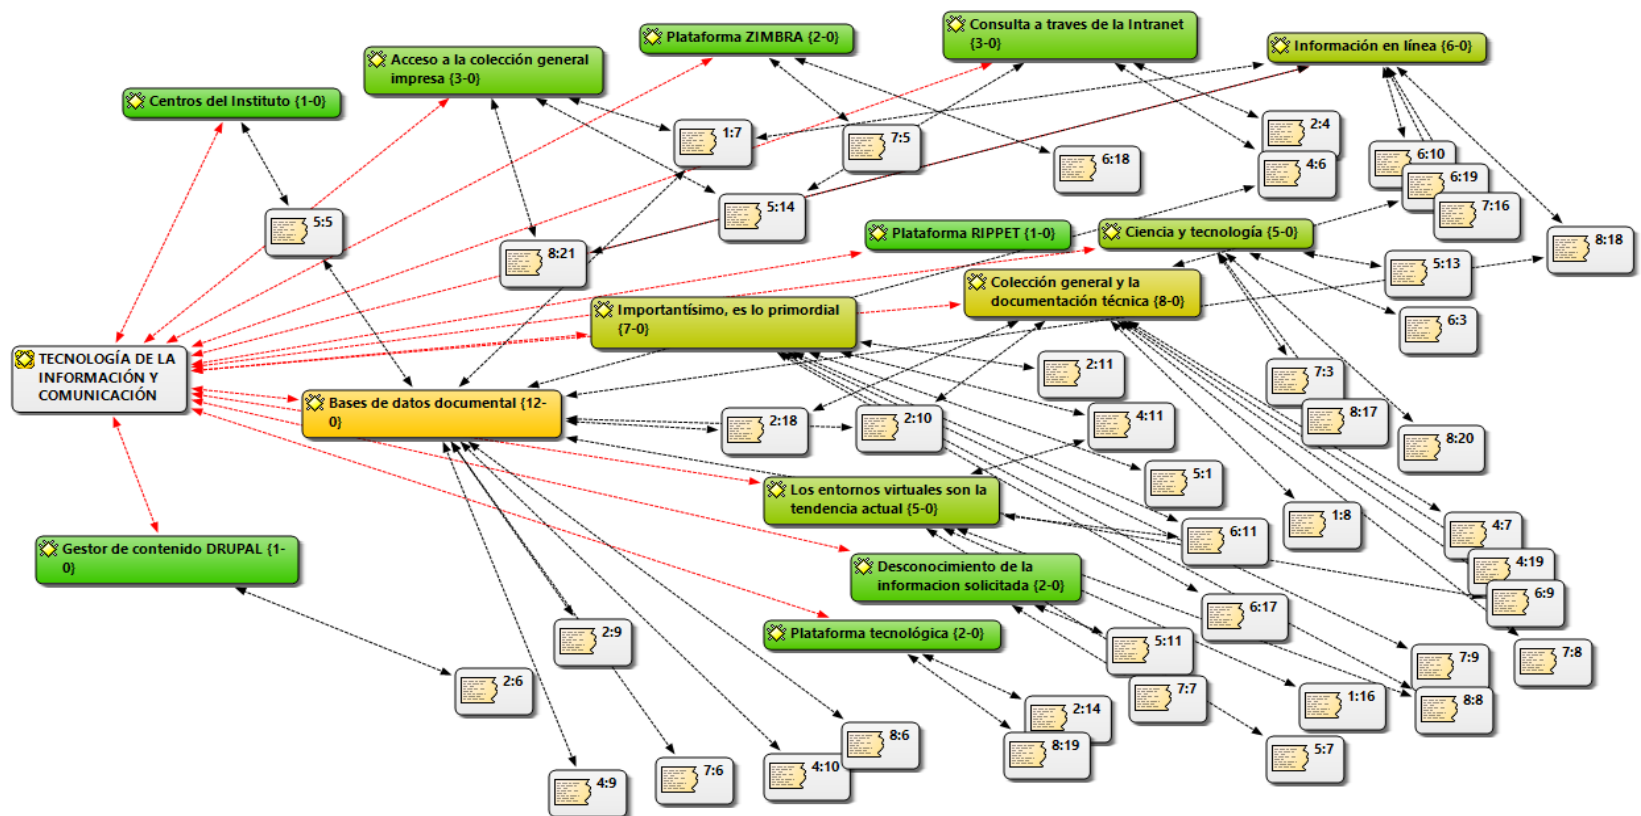 Plataforma ZIMBRA {2-0}
Consulta a traves de la Intranet
{3-0}
Información en línea {6-0}
Acceso a la colección general
impresa {3-0}
Centros del Instituto {1-0}
1:7
7:5
2:4
4:6
6:18
6:10
6:19
7:16
5:5
5:14
8:21
Plataforma RIPPET {1-0}
Ciencia y tecnología {5-0}
8:18
5:13
Colección general y la
documentación técnica {8-0}
Importantísimo, es lo primordial
{7-0}
6:3
TECNOLOGÍA DE LA
INFORMACIÓN Y
COMUNICACIÓN
2:11
7:3
8:17
Bases de datos documental {12-
0}
2:18
2:10
4:11
8:20
5:1
Los entornos virtuales son la
tendencia actual {5-0}
1:8
4:7
6:11
Gestor de contenido DRUPAL {1-
0}
Desconocimiento de la
informacion solicitada {2-0}
4:19
6:9
6:17
2:9
Plataforma tecnológica {2-0}
5:11
7:9
7:8
2:6
7:7
1:16
8:8
2:14
8:19
8:6
5:7
4:9
7:6
4:10